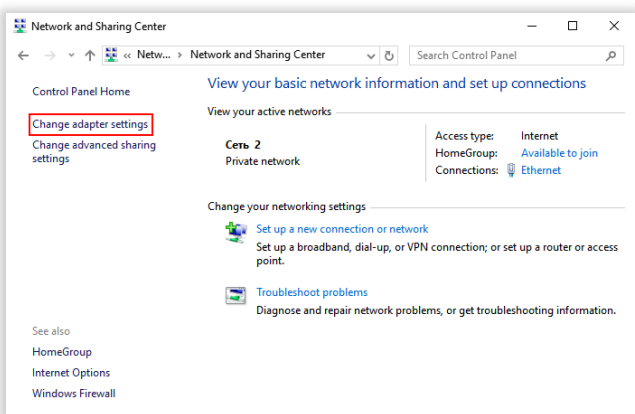 Network and Sharing Center
« Netw... > Network and Sharing Center
Search Control Panel
Control Panel Home
Change adapter settings
Change advanced sharing
settings
See also
HomeGroup
Internet Options
Windows Firewall
View your basic network information and set up connections
View your active networks
Сеть 2
Private network
Access type: Internet
HomeGroup: Available to join
Connections: Ethernet
Change your networking settings
Set up a new connection or network
Set up a broadband, dial-up, or VPN connection; or set up a router or access
point.
Troubleshoot problems
Diagnose and repair network problems, or get troubleshooting information.